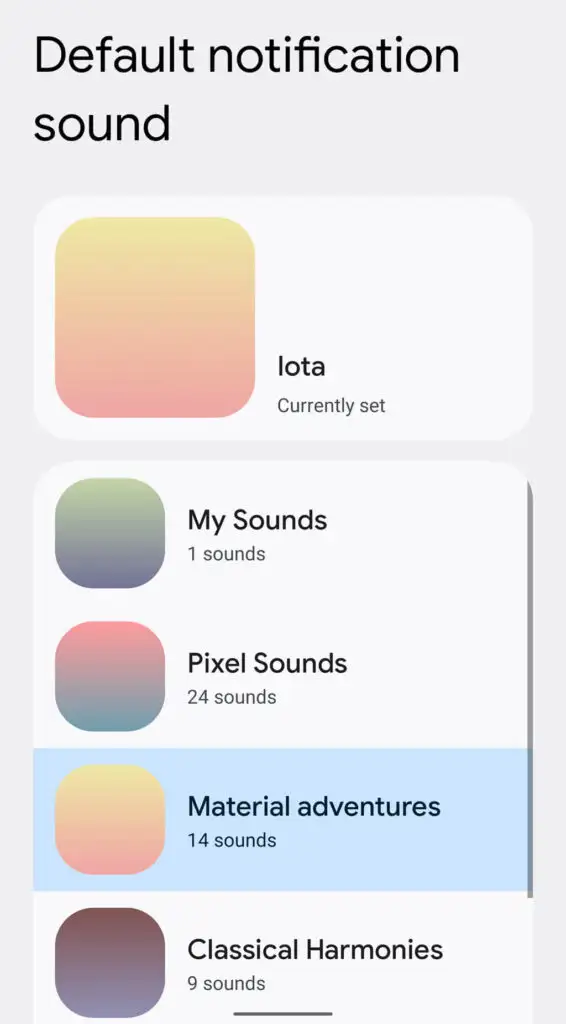 Default notification
sound
Iota
Currently set
My Sounds
1 sounds
Pixel Sounds
24 sounds
Material adventures
14 sounds
Classical Harmonies
9 sounds